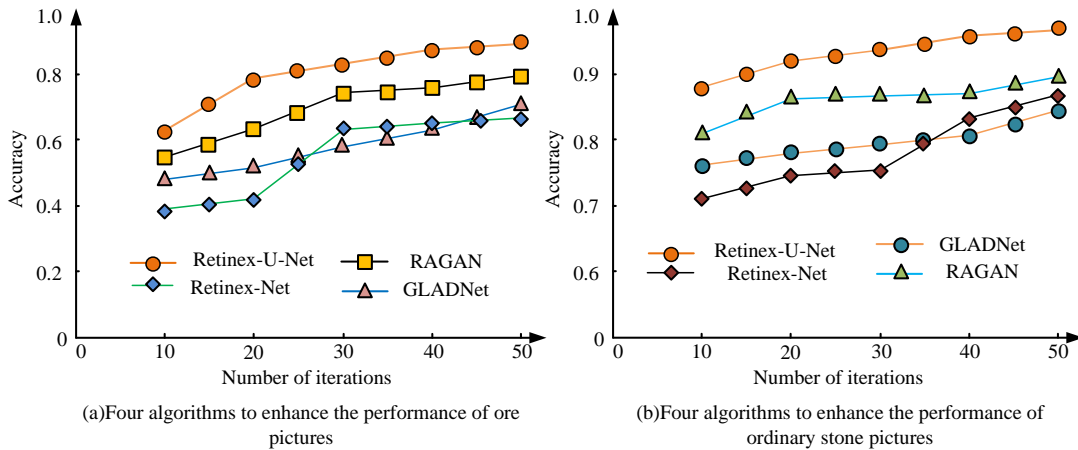 1.0
0.8
0.6
0.4
0.2
0
Accuracy
0
10
20
30
40
50
Number of iterations
Retinex-U-Net
RAGAN
Retinex-Net
GLADNet
(a)Four algorithms to enhance the performance of ore
pictures
1.0
0.9
0.8
0.7
0.6
0
Accuracy
0
10
20
30
40
50
Number of iterations
Retinex-U-Net
GLADNet
Retinex-Net
RAGAN
(b)Four algorithms to enhance the performance of
ordinary stone pictures